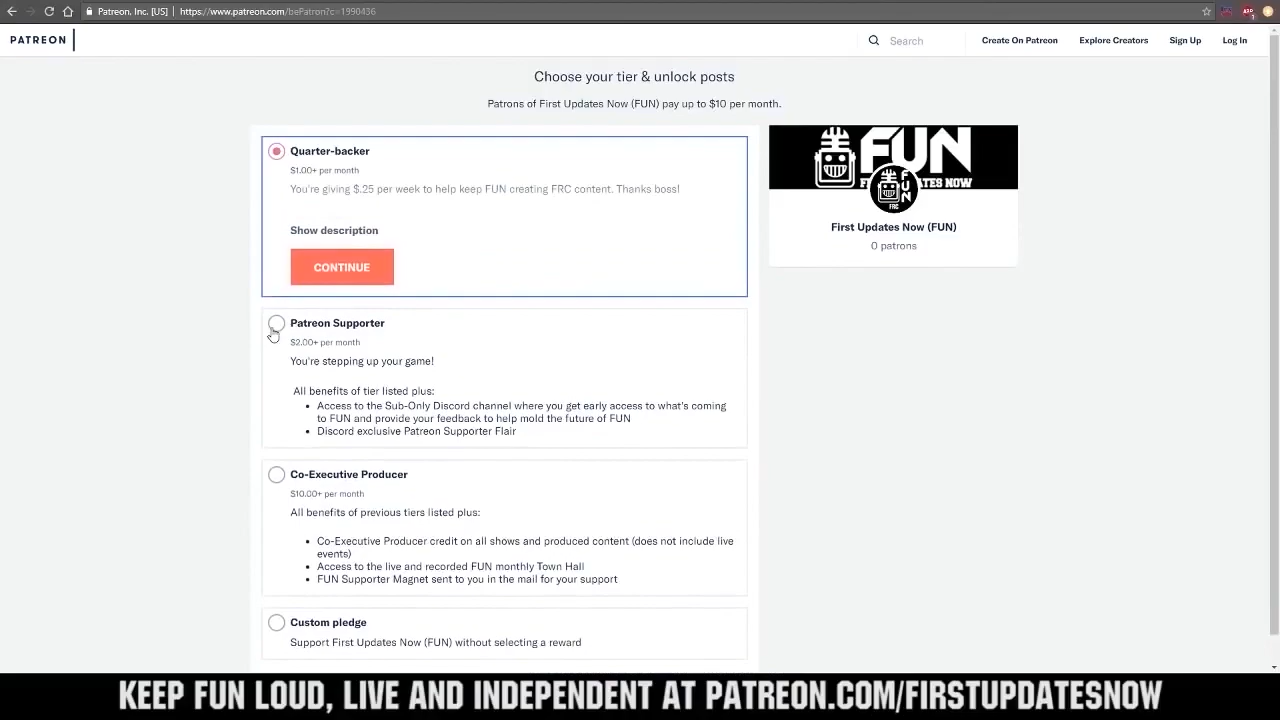 Patreon, Inc. [US] | https://www.patreon.com/bePatron?c=1990436
PATREON
Search
Create On Patreon
Explore Creators
Sign Up
Log In
Choose your tier & unlock posts
Patrons of First Updates Now (FUN) pay up to $10 per month.
Quarter-backer
$1.00+ per month
You're giving $.25 per week to help keep FUN creating FRC content. Thanks boss!
Show description
CONTINUE
FUN
FUN
FRC
First Updates Now (FUN)
0 patrons
Patreon Supporter
$2.00+ per month
You're stepping up your game!
All benefits of tier listed plus:
• Access to the Sub-Only Discord channel where you get early access to what's coming
to FUN and provide your feedback to help mold the future of FUN
• Discord exclusive Patreon Supporter Flair
Co-Executive Producer
$10.00+ per month
All benefits of previous tiers listed plus:
• Co-Executive Producer credit on all shows and produced content (does not include live
events)
• Access to the live and recorded FUN monthly Town Hall
• FUN Supporter Magnet sent to you in the mail for your support
Custom pledge
Support First Updates Now (FUN) without selecting a reward
KEEP FUN LOUD, LIVE AND INDEPENDENT AT PATREON.COM/FIRSTUPDATESNOW